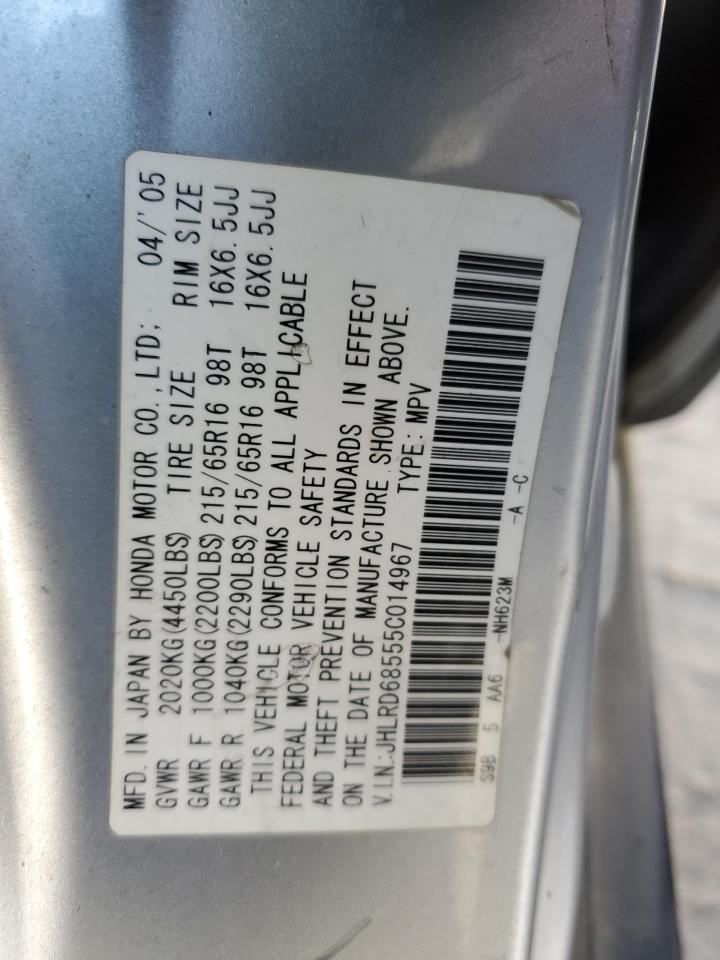 MFD. IN JAPAN BY HONDA MOTOR CO., LTD; 04/'05
GVWR 2020KG(4450LBS) TIRE SIZE RIM SIZE
GAWR F 1000KG(2200LBS)215/65R16 98T 16X6.5JJ
GAWR R 1040KG(2290LBS)215/65R16 98T 16X6.5JJ
THIS VEHICLE CONFORMS TO ALL APPLICABLE
FEDERAL MOTOR VEHICLE SAFETY
AND THEFT PREVENTION STANDARDS IN EFFECT
ON THE DATE OF MANUFACTURE SHOWN ABOVE.
V.I.N.:JHLRD68555C014967 TYPE: MPV
S9B 5 AA6 -NH623M -A -C